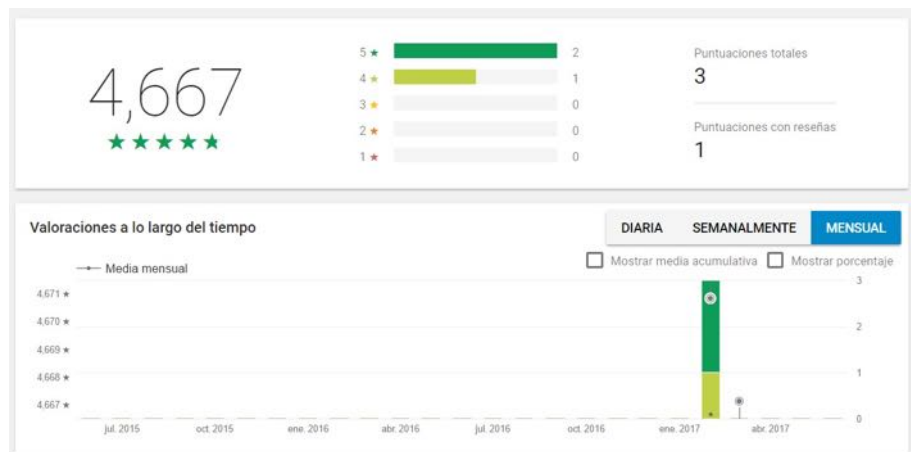 4,667
5 ★ 2
4 ★ 1
3 ★ 0
2 ★ 0
1 ★ 0
Puntuaciones totales
3
Puntuaciones con reseñas
1
Valoraciones a lo largo del tiempo
DIARIA SEMANALMENTE MENSUAL
Mostrar media acumulativa Mostrar porcentaje
Media mensual
4,671 ★ 3
4,670 ★ 2
4,669 ★
4,668 ★ 1
4,667 ★ 0
jul. 2015 oct. 2015 ene. 2016 abr. 2016 jul. 2016 oct. 2016 ene. 2017 abr. 2017